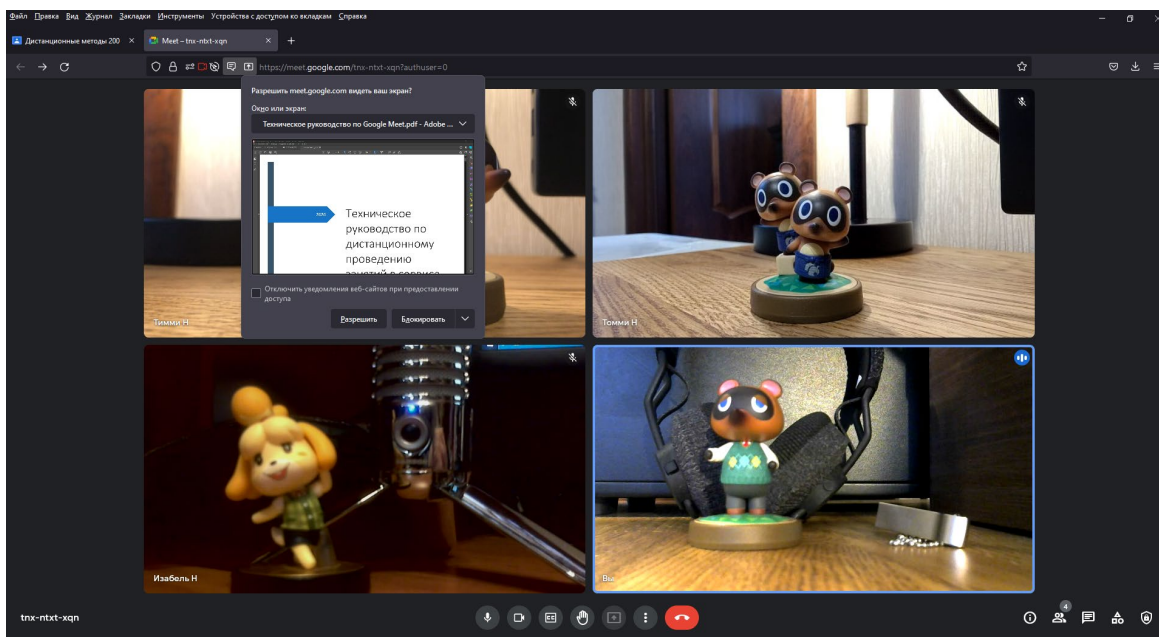 Файл Правка Вид Журнал Закладки Инструменты Устройства с доступом ко вкладкам Справка
Дистанционные методы 200
Meet – tnx-ntxt-xqn
https://meet.google.com/tnx-ntxt-xqn?authuser=0
Разрешить meet.google.com видеть ваш экран?
Окно или экран:
Техническое руководство по Google Meet.pdf - Adobe ...
Техническое
руководство по
дистанционному
проведению
занятий в сервисе
Отключить уведомления веб-сайтов при предоставлении
доступа
Разрешить Блокировать
Тимми Н
Томми Н
Изабель Н
Вы
tnx-ntxt-xqn
CC
4